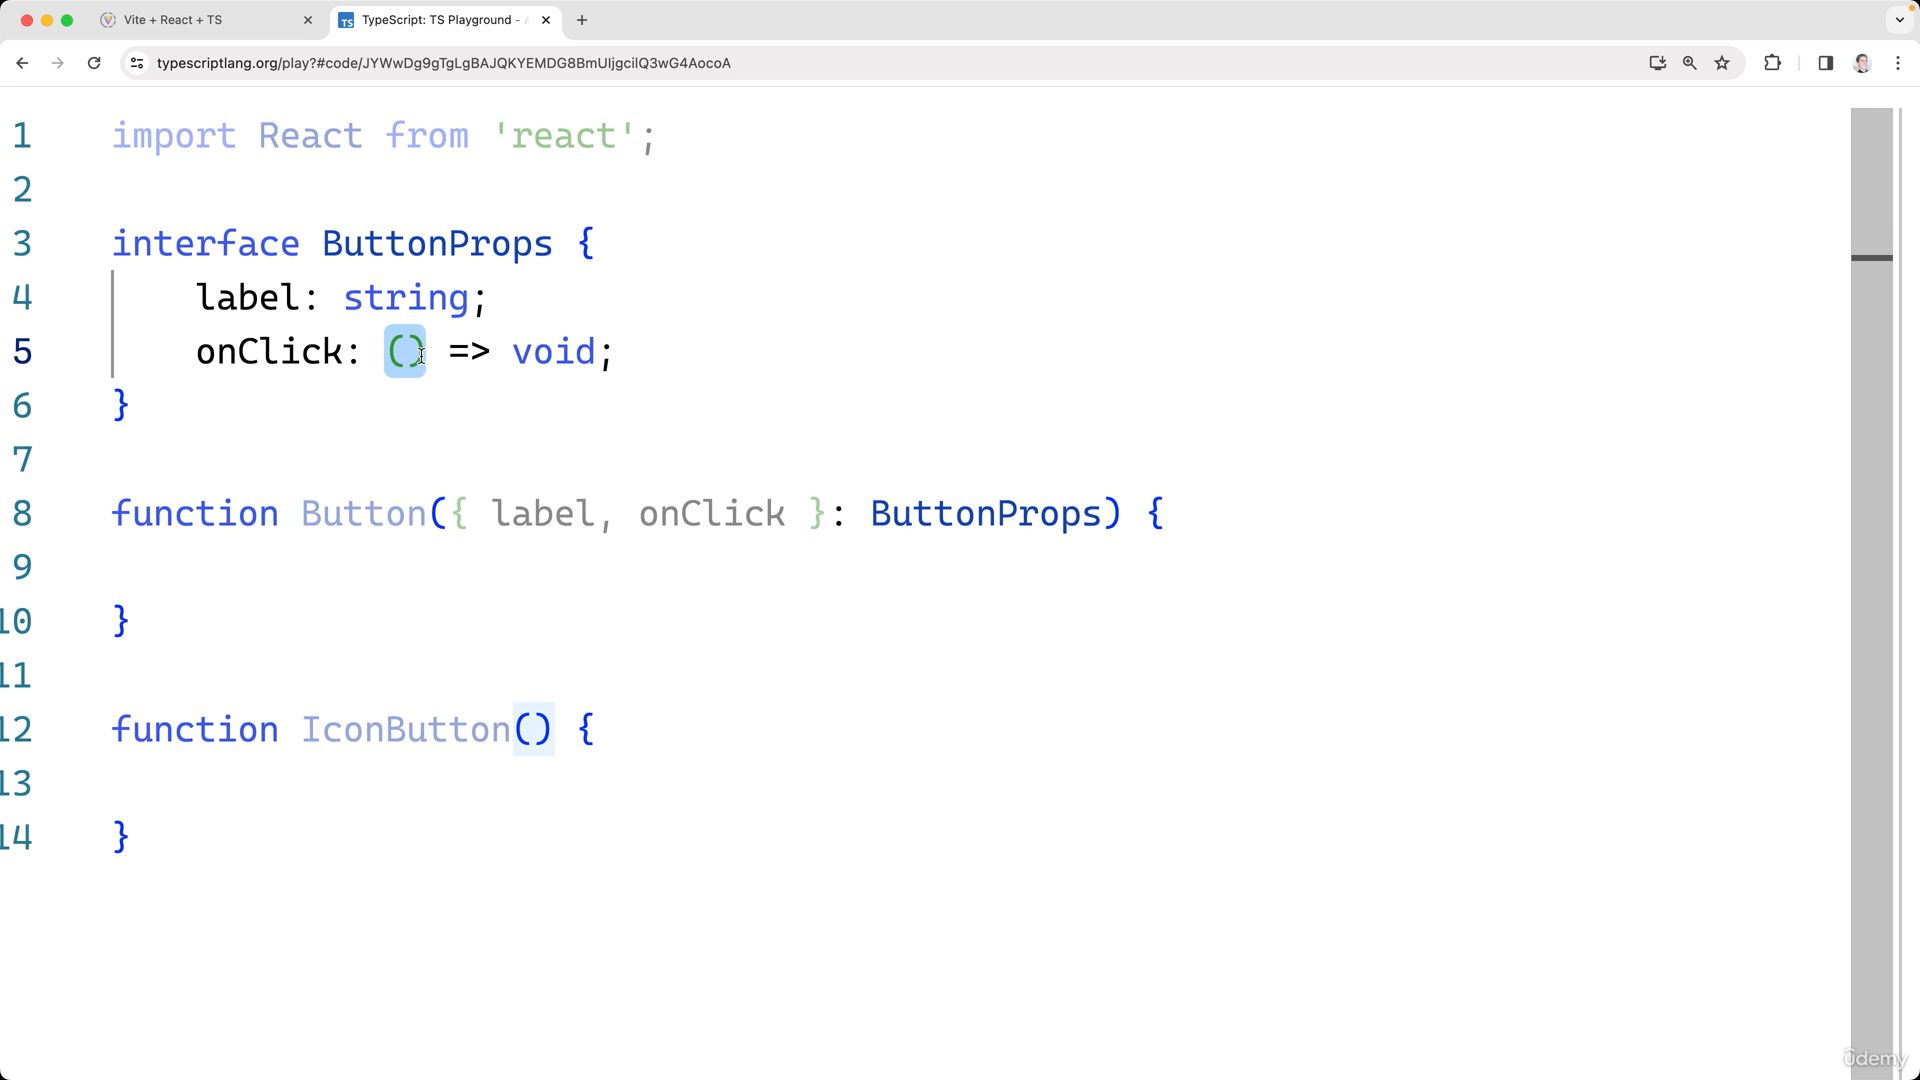 Vite + React + TS
TypeScript: TS Playground -
typescriptlang.org/play?#code/JYWwDg9gTgLgBAJQKYEMDG8BmUIjgcilQ3wG4AocoA
1 import React from 'react';
2
3 interface ButtonProps {
4 label: string;
5 onClick: () => void;
6 }
7
8 function Button({ label, onClick }: ButtonProps) {
9
10 }
11
12 function IconButton() {
13
14 }
ûdemy